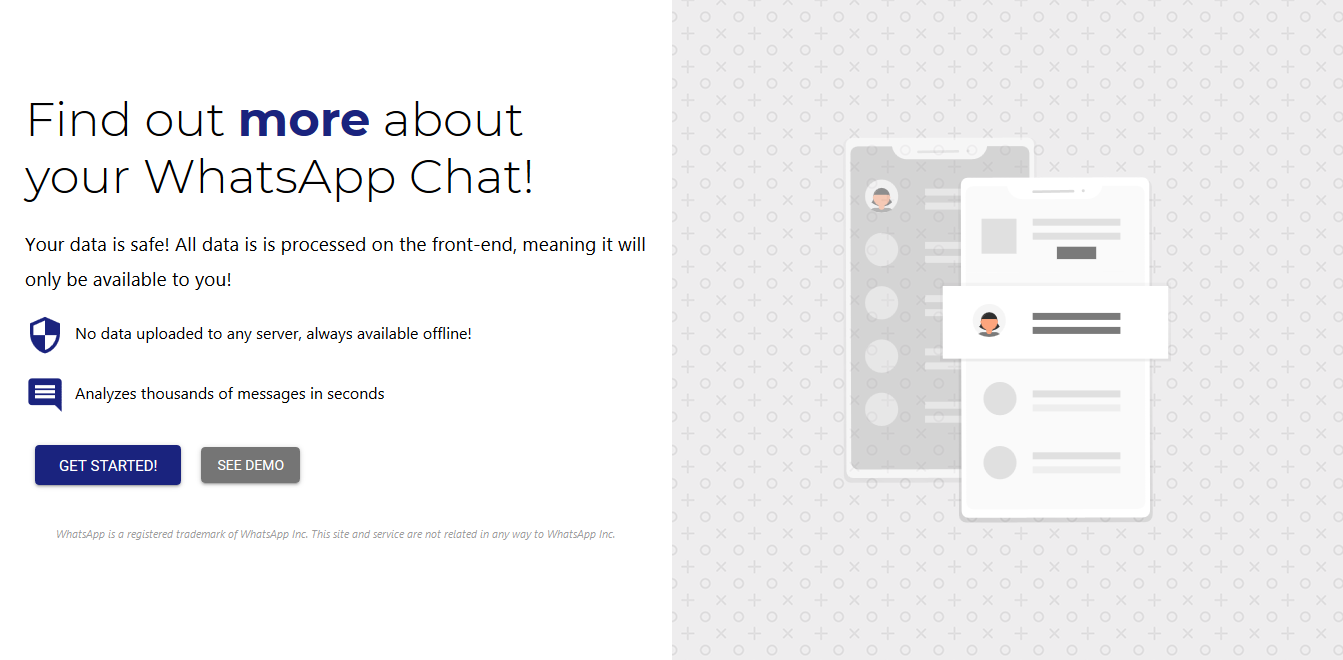 Find out more about
your WhatsApp Chat!
Your data is safe! All data is is processed on the front-end, meaning it will
only be available to you!
No data uploaded to any server, always available offline!
Analyzes thousands of messages in seconds
GET STARTED!
SEE DEMO
WhatsApp is a registered trademark of WhatsApp Inc. This site and service are not related in any way to WhatsApp Inc.